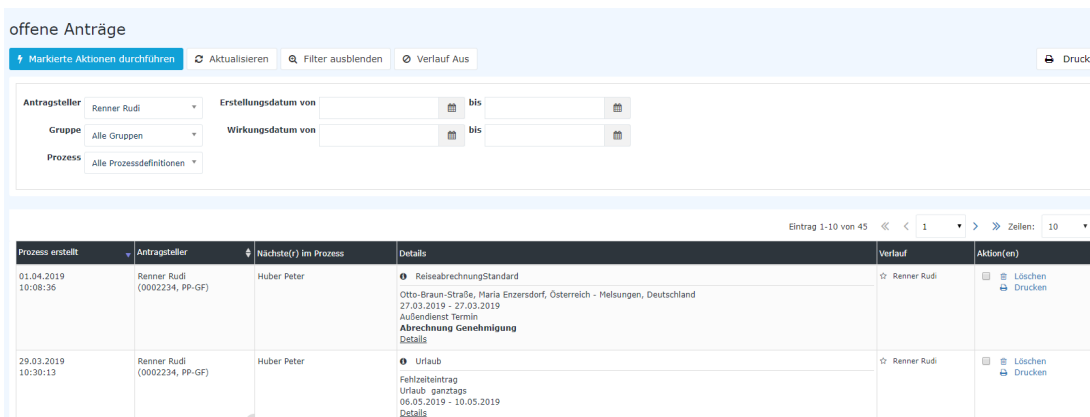 offene Anträge
Markierte Aktionen durchführen Aktualisieren Filter ausblenden Verlauf Aus Druck
Antragsteller Renner Rudi Erstellungsdatum von bis
Gruppe Alle Gruppen Wirkungsdatum von bis
Prozess Alle Prozessdefinitionen
Eintrag 1-10 von 45 1 Zeilen: 10
Prozess erstellt Antragsteller Nächste(r) im Prozess Details Verlauf Aktion(en)
01.04.2019 Renner Rudi Huber Peter ReiseabrechnungStandard Renner Rudi Löschen
10:08:36 (0002234, PP-GF) Drucken
Otto-Braun-Straße, Maria Enzersdorf, Österreich - Melsungen, Deutschland
27.03.2019 - 27.03.2019
Außendienst Termin
Abrechnung Genehmigung
Details
29.03.2019 Renner Rudi Huber Peter Urlaub Renner Rudi Löschen
10:30:13 (0002234, PP-GF) Drucken
Fehlzeiteintrag
Urlaub ganztags
06.05.2019 - 10.05.2019
Details